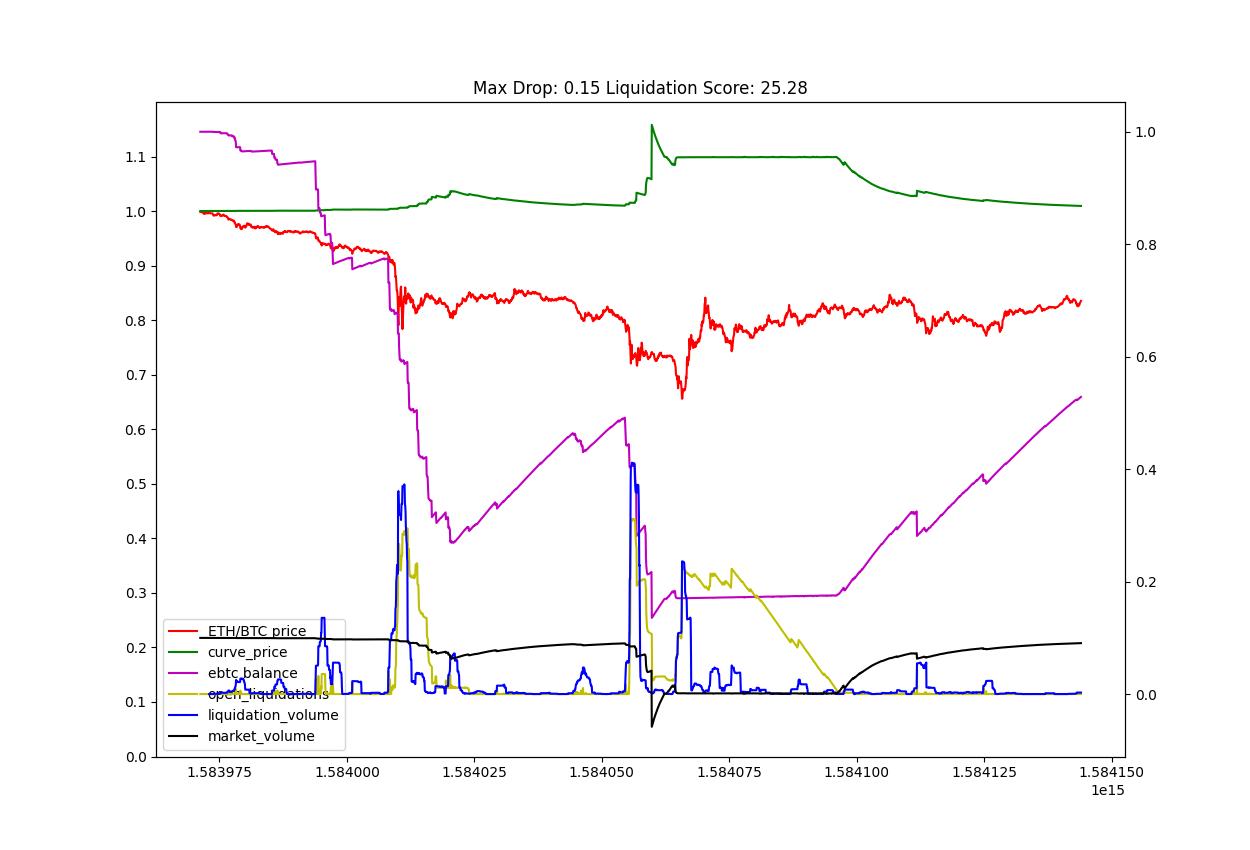 Max Drop: 0.15 Liquidation Score: 25.28
1.1
1.0
0.9
0.8
0.7
0.6
0.5
0.4
0.3
0.2
0.1
0.0
1.0
0.8
0.6
0.4
0.2
0.0
ETH/BTC price
curve_price
ebtc_balance
open_liquidations
liquidation_volume
market_volume
1.583975 1.584000 1.584025 1.584050 1.584075 1.584100 1.584125 1.584150
1e15